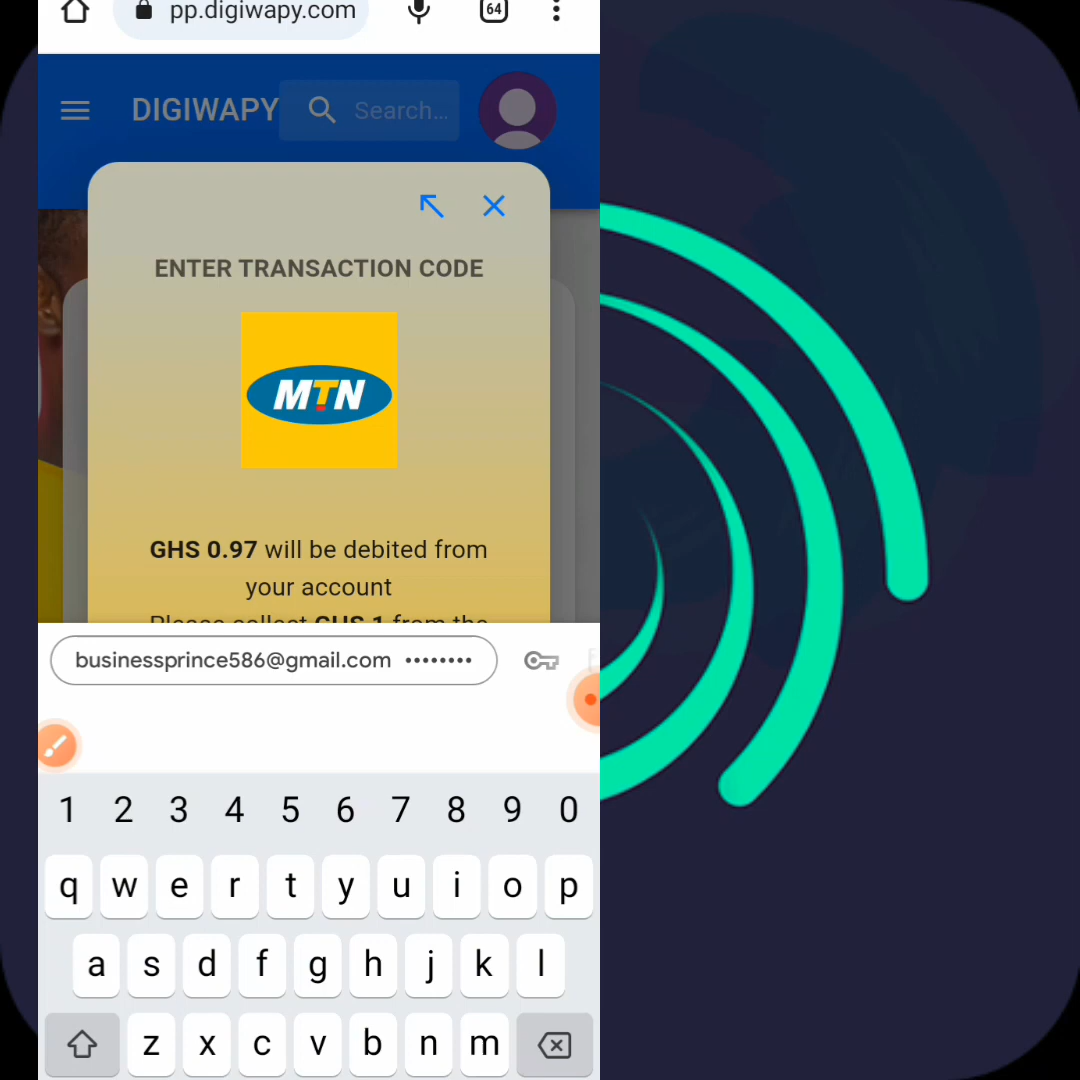 pp.digiwapy.com
64
DIGIWAPY
Search...
ENTER TRANSACTION CODE
MTN
GHS 0.97 will be debited from
your account
Please collect GHS 1 from the
businessprince586@gmail.com ••••••••
1 2 3 4 5 6 7 8 9 0
q w e r t y u i o p
a s d f g h j k l
z x c v b n m